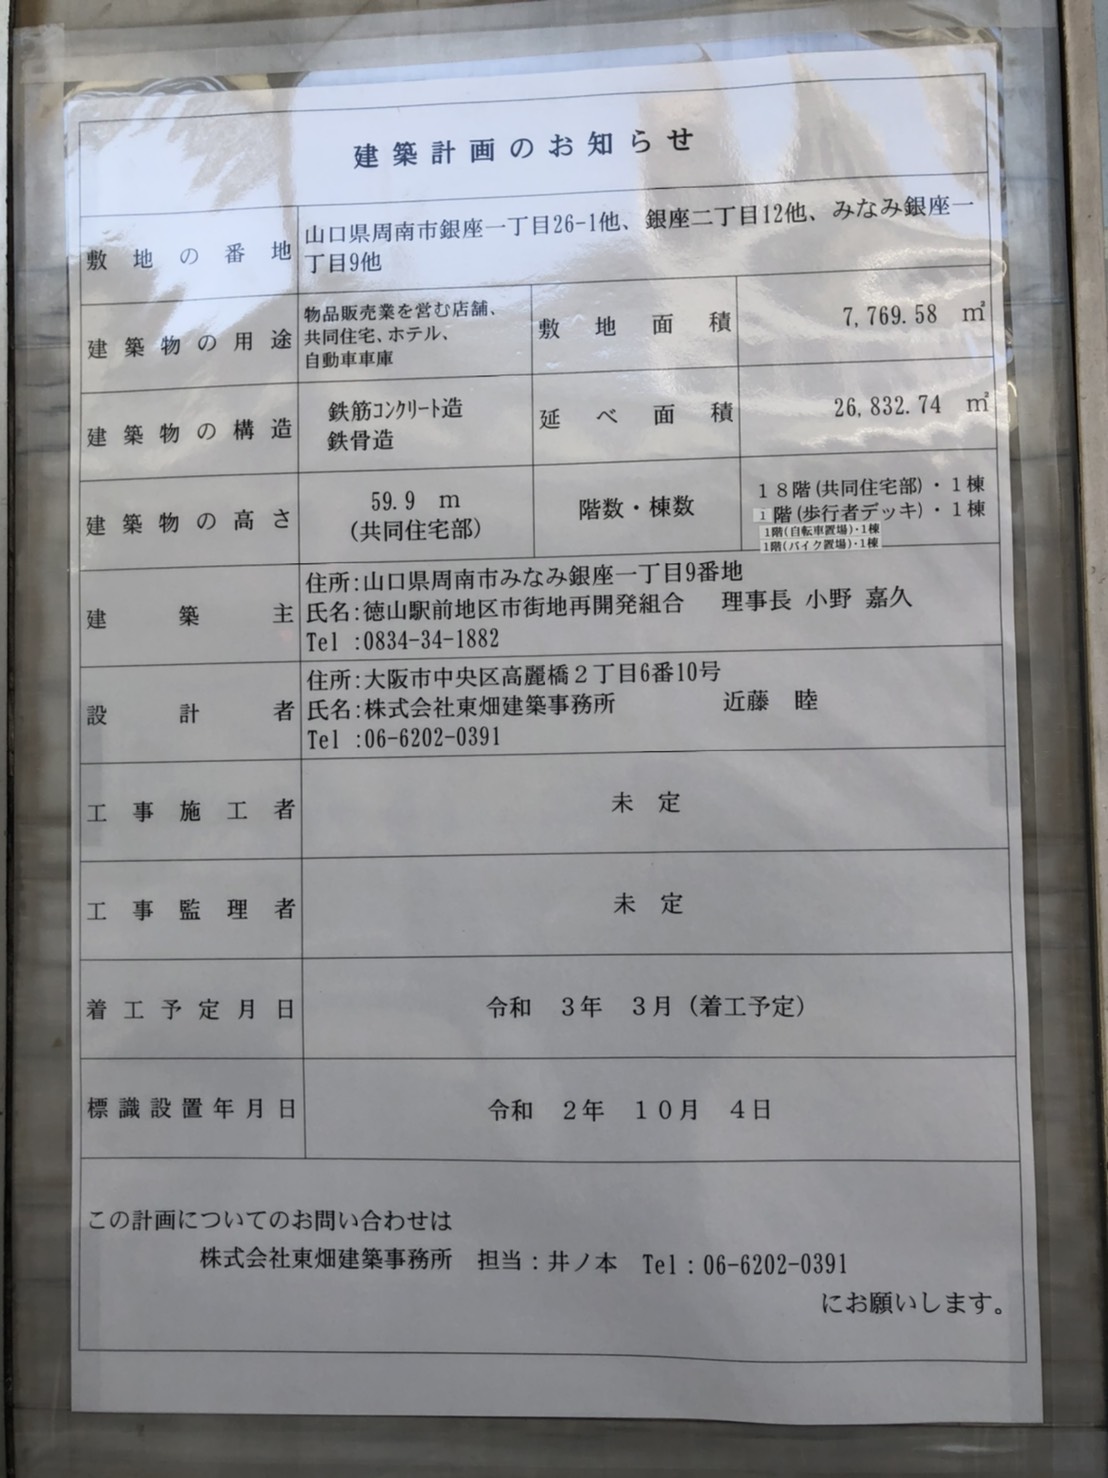 建築計画のお知らせ
敷地の番地
山口県周南市銀座一丁目26-1他、銀座二丁目12他、みなみ銀座一
丁目9他
建築物の用途
物品販売業を営む店舗、
共同住宅、ホテル、
自動車車庫
敷地面積
7,769.58 ㎡
建築物の構造
鉄筋ｺﾝｸﾘｰﾄ造
鉄骨造
延べ面積
26,832.74 ㎡
建築物の高さ
59.9 m
(共同住宅部)
階数・棟数
１８階(共同住宅部)・１棟
１階(歩行者デッキ)・１棟
1階(自転車置場)・1棟
1階(バイク置場)・1棟
建築主
住所:山口県周南市みなみ銀座一丁目9番地
氏名:徳山駅前地区市街地再開発組合 理事長 小野 嘉久
Tel :0834-34-1882
設計者
住所:大阪市中央区高麗橋２丁目6番10号
氏名:株式会社東畑建築事務所 近藤 睦
Tel :06-6202-0391
工事施工者
未定
工事監理者
未定
着工予定月日
令和 ３年 ３月（着工予定）
標識設置年月日
令和 ２年 １０月 ４日
この計画についてのお問い合わせは
株式会社東畑建築事務所 担当：井ノ本 Tel：06-6202-0391
にお願いします。